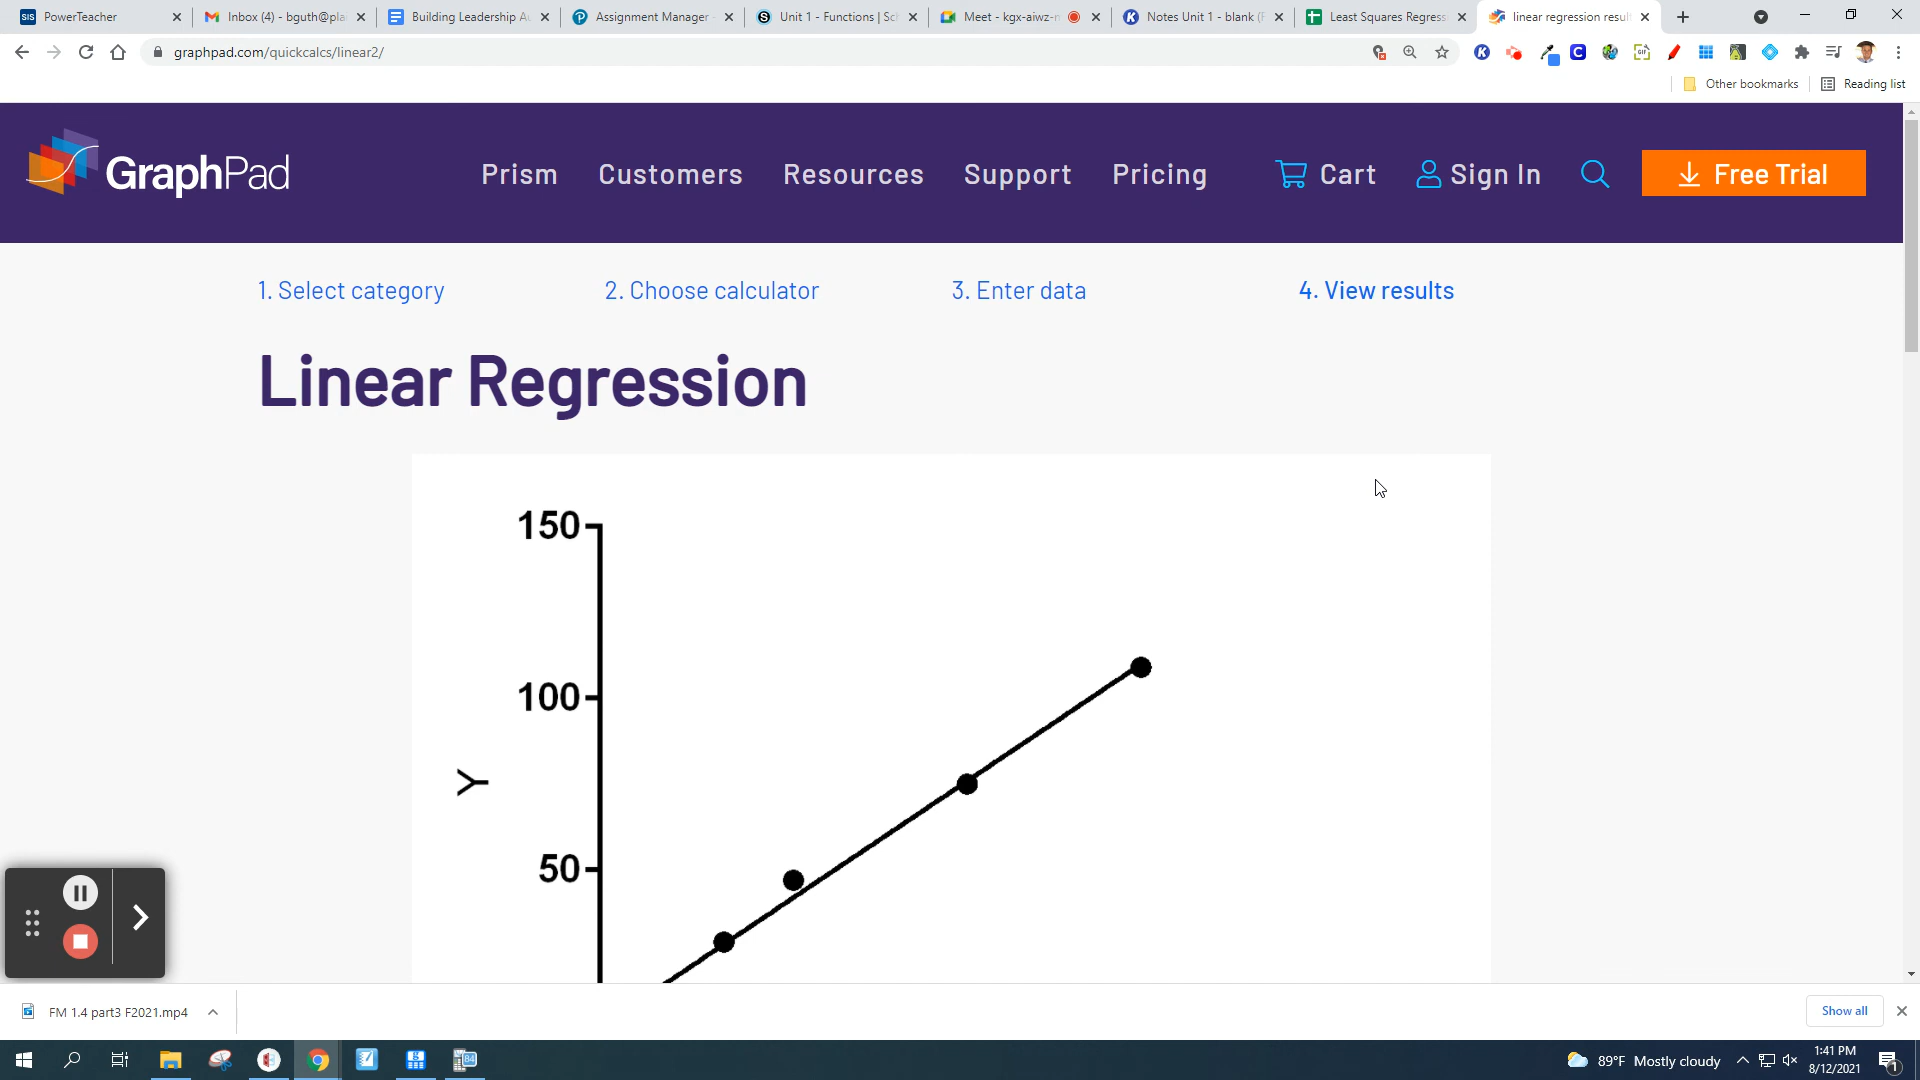 SIS PowerTeacher
Inbox (4) - bguth@pla
Building Leadership A
Assignment Manager
Unit 1 - Functions | Sc
Meet - kgx-aiwz-
Notes Unit 1 - blank (F
Least Squares Regress
linear regression resul
graphpad.com/quickcalcs/linear2/
Other bookmarks
Reading list
GraphPad
Prism
Customers
Resources
Support
Pricing
Cart
Sign In
Free Trial
1. Select category
2. Choose calculator
3. Enter data
4. View results
Linear Regression
150
100
Y
50
FM 1.4 part3 F2021.mp4
Show all
89°F Mostly cloudy
1:41 PM
8/12/2021
1